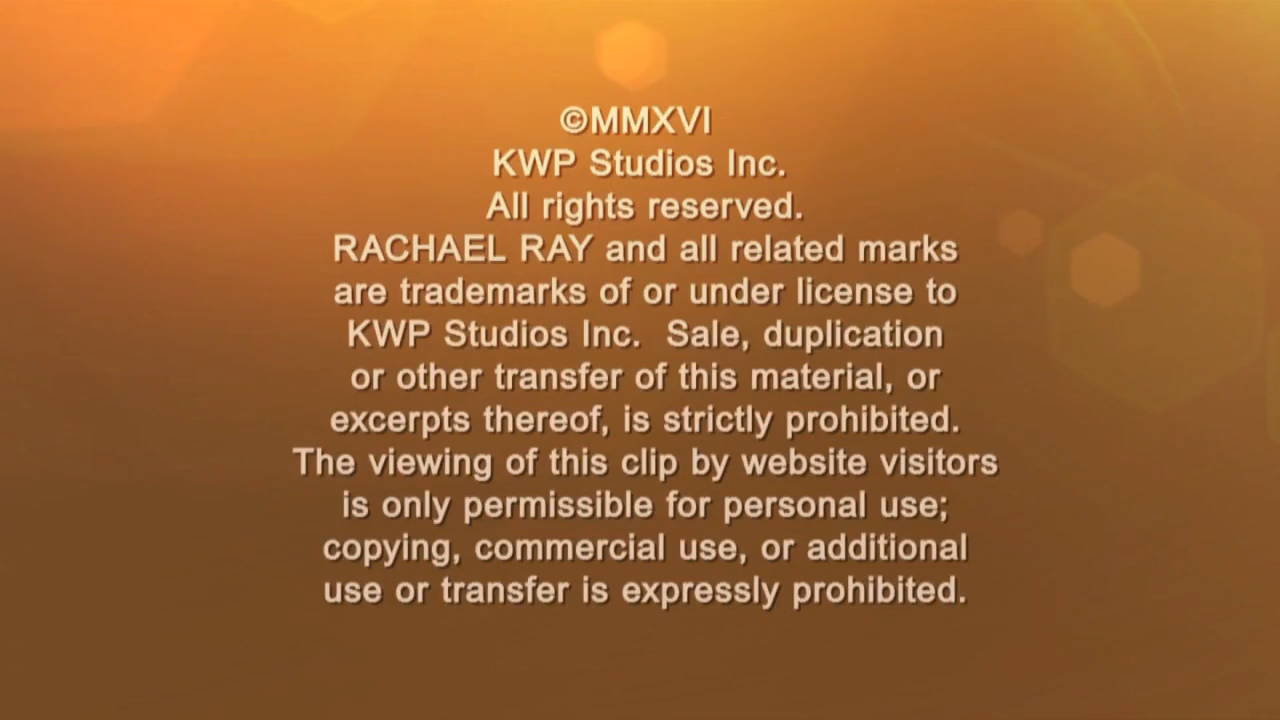 ©MMXVI
KWP Studios Inc.
All rights reserved.
RACHAEL RAY and all related marks
are trademarks of or under license to
KWP Studios Inc.  Sale, duplication
or other transfer of this material, or
excerpts thereof, is strictly prohibited.
The viewing of this clip by website visitors
is only permissible for personal use;
copying, commercial use, or additional
use or transfer is expressly prohibited.